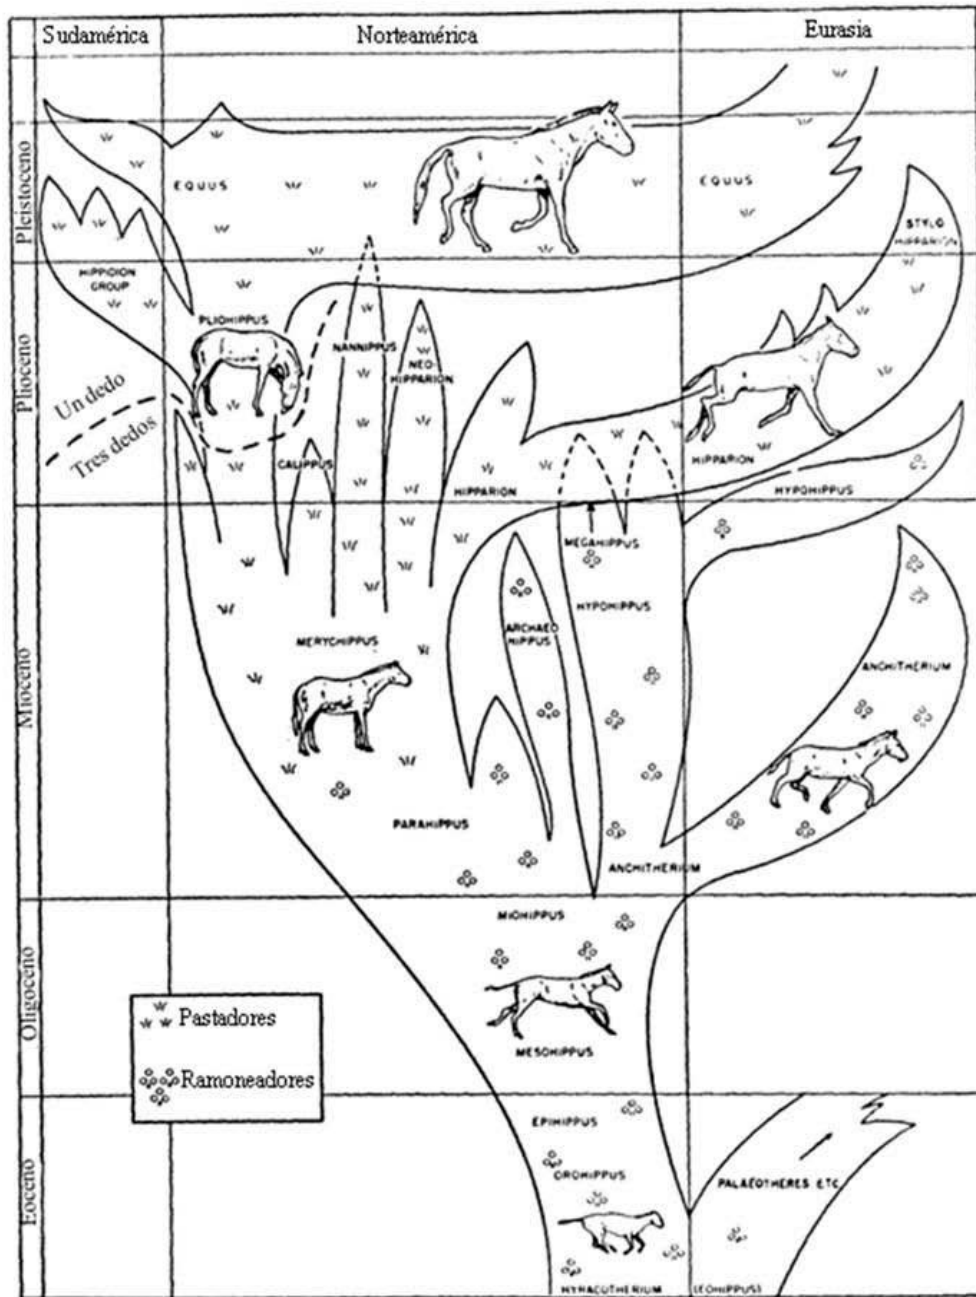 Sudamérica
Norteamérica
Eurasia
Pleistoceno
EQUUS
EQUUS
STYLO
HIPPARION
HIPPIDION
GROUP
PLIOHIPPUS
NANNIPPUS
NEO-
HIPPARION
Plioceno
Un dedo
Tres dedos
CALIPPUS
HIPPARION
HIPPARION
HYPOHIPPUS
MEGAHIPPUS
HYPOHIPPUS
ARCHAEO
HIPPUS
MERYCHIPPUS
ANCHITHERIUM
Mioceno
PARAHIPPUS
ANCHITHERIUM
MIOHIPPUS
Oligoceno
MESOHIPPUS
Pastadores
Ramoneadores
EPIHIPPUS
OROHIPPUS
PALAEOTHERES ETC
Eoceno
HYRACOTHERIUM
(EOHIPPUS)